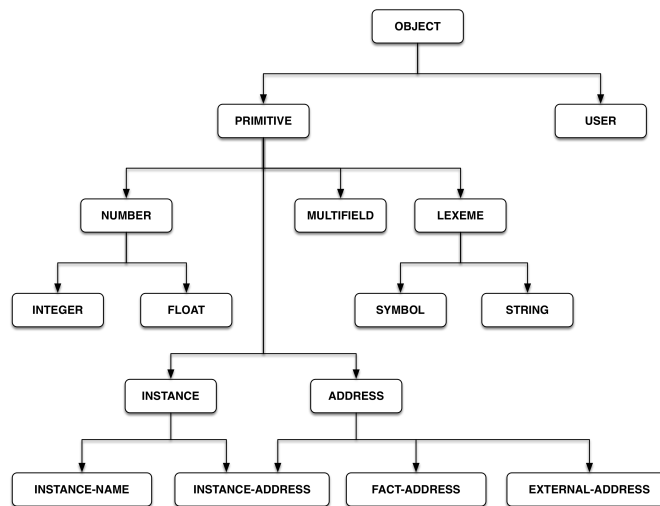 OBJECT
PRIMITIVE
USER
NUMBER
MULTIFIELD
LEXEME
INTEGER
FLOAT
SYMBOL
STRING
INSTANCE
ADDRESS
INSTANCE-NAME
INSTANCE-ADDRESS
FACT-ADDRESS
EXTERNAL-ADDRESS